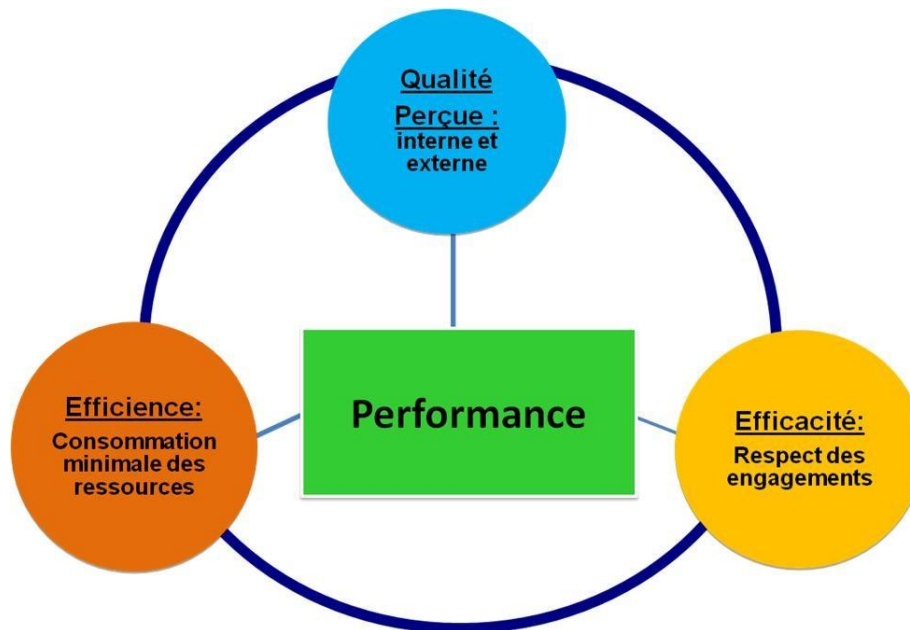 Qualité
Perçue :
interne et
externe
Performance
Efficience:
Consommation
minimale des
ressources
Efficacité:
Respect des
engagements